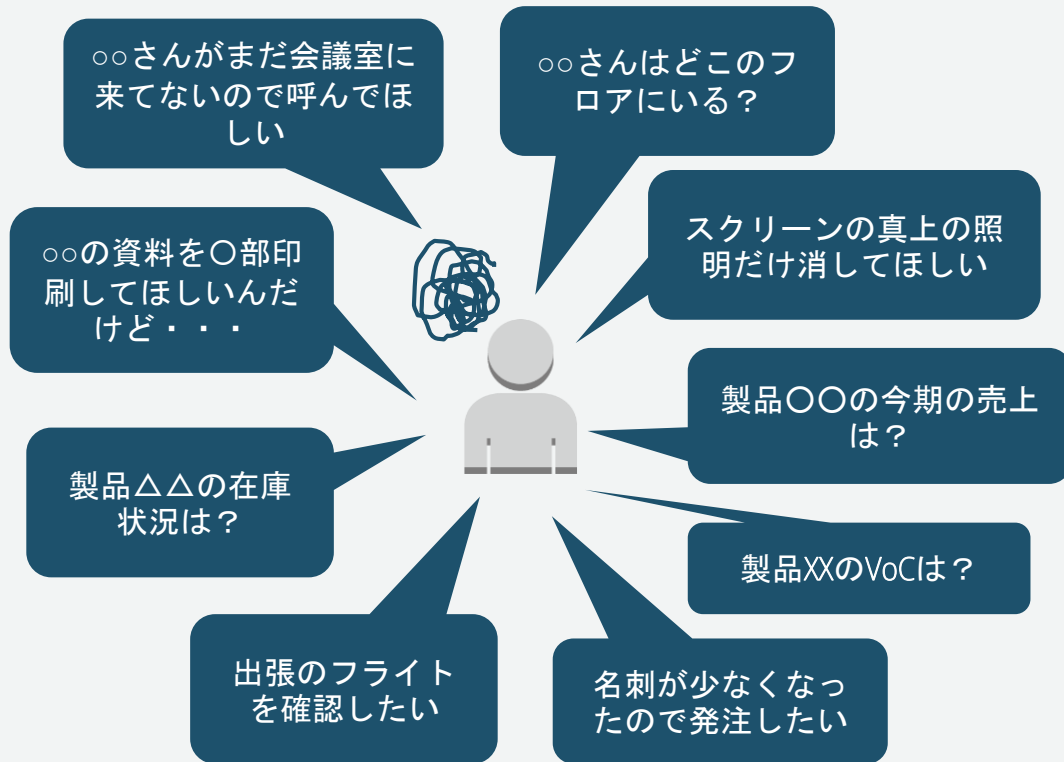 ○○さんがまだ会議室に
来てないので呼んでほ
しい
○○さんはどこのフ
ロアにいる？
スクリーンの真上の照
明だけ消してほしい
○○の資料を〇部印
刷してほしいんだ
けど・・・
製品〇〇の今期の売上
は？
製品△△の在庫
状況は？
製品XXのVoCは？
出張のフライト
を確認したい
名刺が少なくなっ
たので発注したい